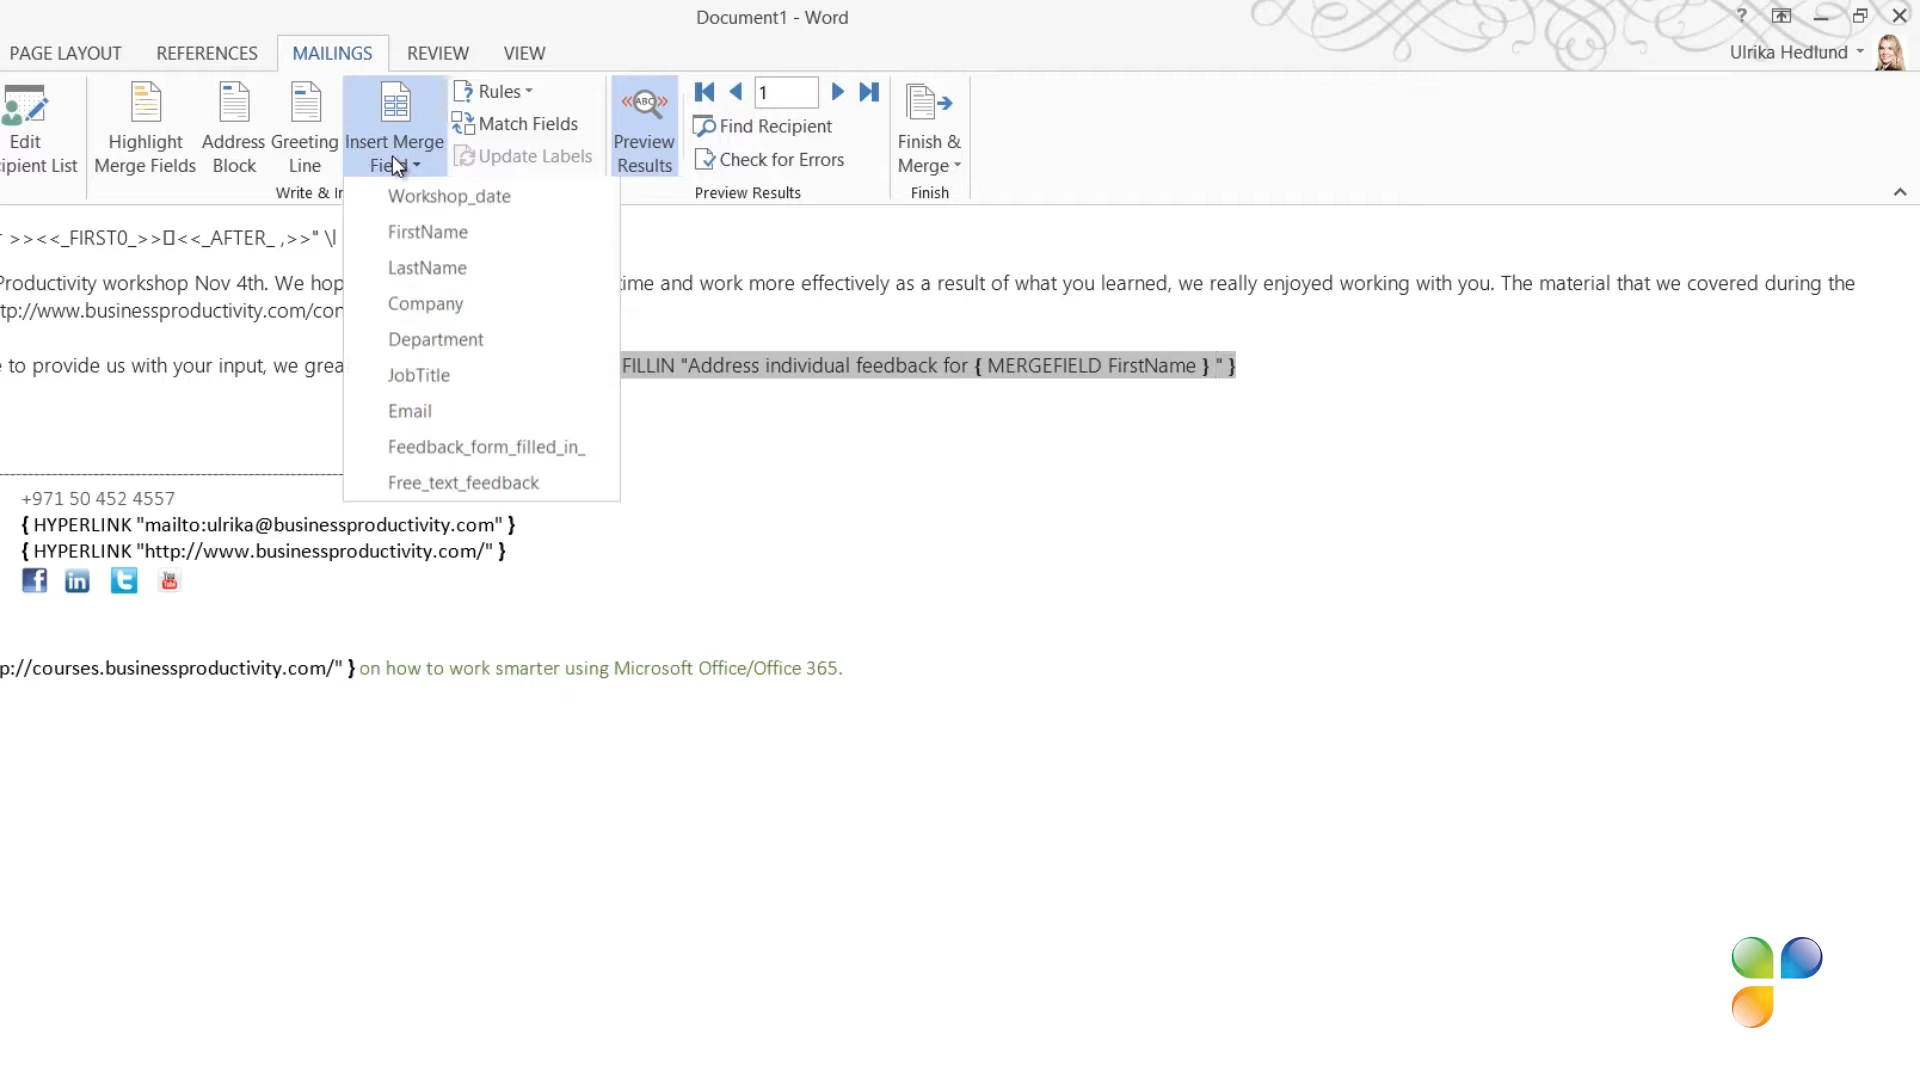 Document1 - Word
?
PAGE LAYOUT REFERENCES MAILINGS REVIEW VIEW Ulrika Hedlund
Edit
ipient List
Highlight
Merge Fields
Address
Block
Greeting
Line
Insert Merge
Field
Rules
Match Fields
Update Labels
«ABC»
Preview
Results
1
Find Recipient
Check for Errors
Finish &
Merge
Write & In
Preview Results
Finish
Workshop_date
FirstName
LastName
Company
Department
JobTitle
Email
Feedback_form_filled_in_
Free_text_feedback
>><<_FIRST0_>>▯<<_AFTER_ ,>>" \l
Productivity workshop Nov 4th. We hop time and work more effectively as a result of what you learned, we really enjoyed working with you. The material that we covered during the
tp://www.businessproductivity.com/con
e to provide us with your input, we grea FILLIN "Address individual feedback for { MERGEFIELD FirstName } " }
+971 50 452 4557
{ HYPERLINK "mailto:ulrika@businessproductivity.com" }
{ HYPERLINK "http://www.businessproductivity.com/" }
f in t You
p://courses.businessproductivity.com/" } on how to work smarter using Microsoft Office/Office 365.